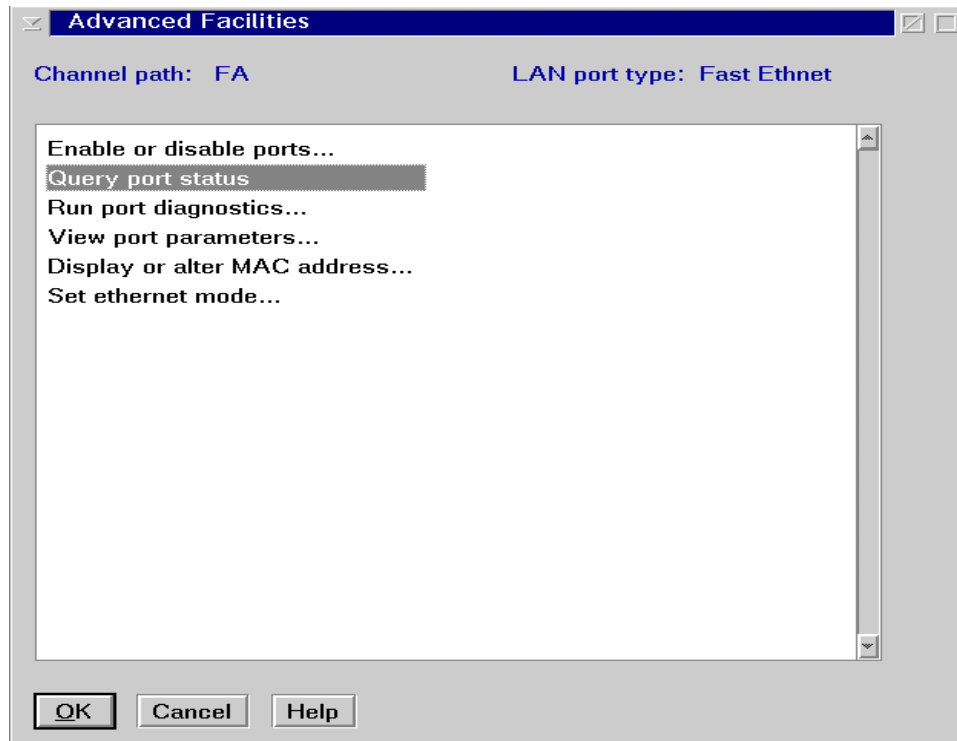 Advanced Facilities
Channel path: FA LAN port type: Fast Ethnet
Enable or disable ports...
Query port status
Run port diagnostics...
View port parameters...
Display or alter MAC address...
Set ethernet mode...
OK Cancel Help